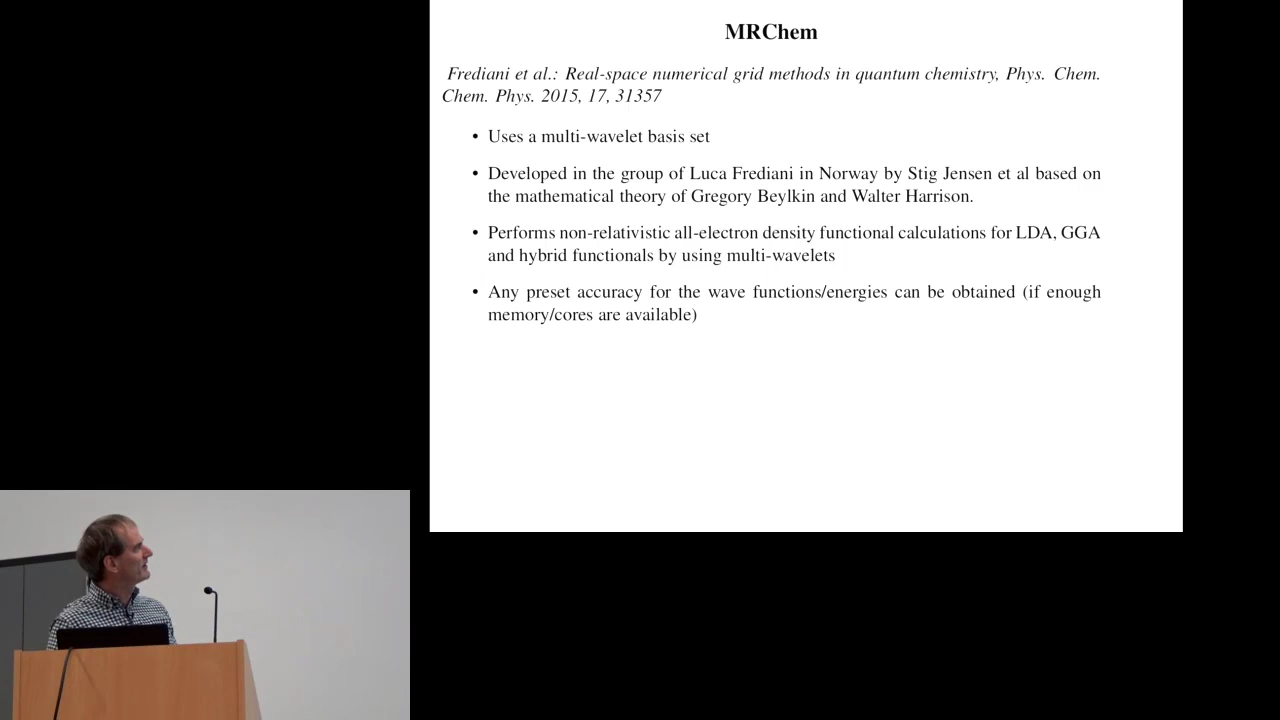 MRChem
Frediani et al.: Real-space numerical grid methods in quantum chemistry, Phys. Chem.
Chem. Phys. 2015, 17, 31357
• Uses a multi-wavelet basis set
• Developed in the group of Luca Frediani in Norway by Stig Jensen et al based on
the mathematical theory of Gregory Beylkin and Walter Harrison.
• Performs non-relativistic all-electron density functional calculations for LDA, GGA
and hybrid functionals by using multi-wavelets
• Any preset accuracy for the wave functions/energies can be obtained (if enough
memory/cores are available)